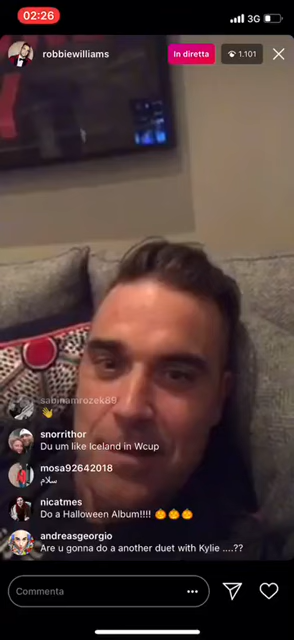 02:26
3G
robbiewilliams
In diretta
1.101
sabinamrozek89
👋
snorrithor
Du um like Iceland in Wcup
mosa92642018
سلام
nicatmes
Do a Halloween Album!!!! 🎃🎃🎃
andreasgeorgio
Are u gonna do a another duet with Kylie ....??
Commenta